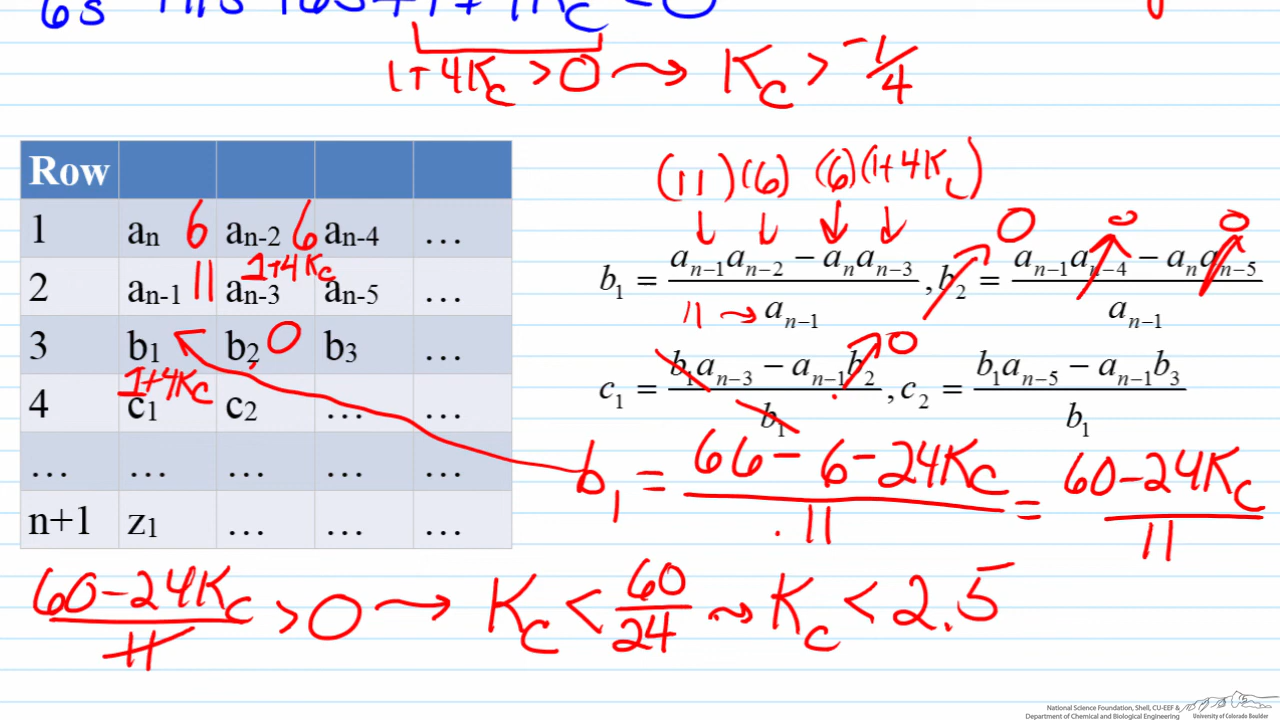 + 1 + 4Kc = 0
1+4Kc > 0 → Kc > -1/4
(11)(6) (6)(1+4Kc)
Row
1 an 6 an-2 6 an-4 …
1+4Kc
2 an-1 11 an-3 an-5 …
3 b1 b2 0 b3 …
1+4Kc
4 c1 c2 … …
… … … … …
n+1 z1 … … …
0 0 0
b1 = (an-1an-2 − anan-3) / an-1 , b2 = (an-1an-4 − anan-5) / an-1
11 →
0
c1 = (b1an-3 − an-1b2) / b1 , c2 = (b1an-5 − an-1b3) / b1
b1 = (66 − 6 − 24Kc) / 11 = (60 − 24Kc) / 11
(60 − 24Kc) / 11 > 0 → Kc < 60/24 → Kc < 2.5
National Science Foundation, Shell, CU-EEF &
Department of Chemical and Biological Engineering
University of Colorado Boulder